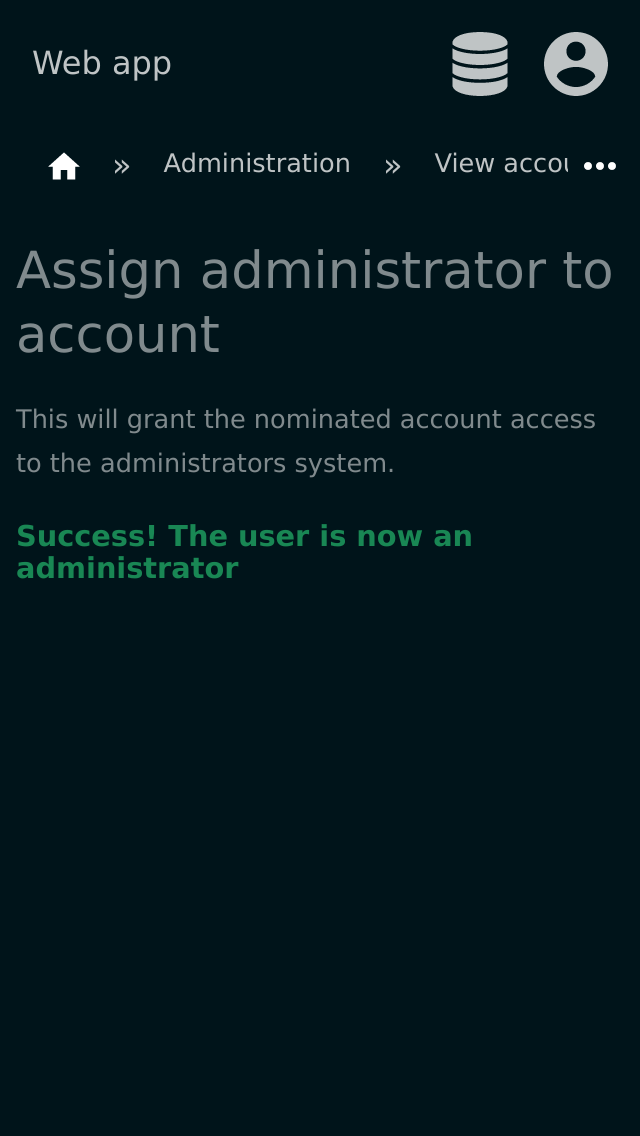 Web app
» Administration » View accou
Assign administrator to
account
This will grant the nominated account access
to the administrators system.
Success! The user is now an
administrator